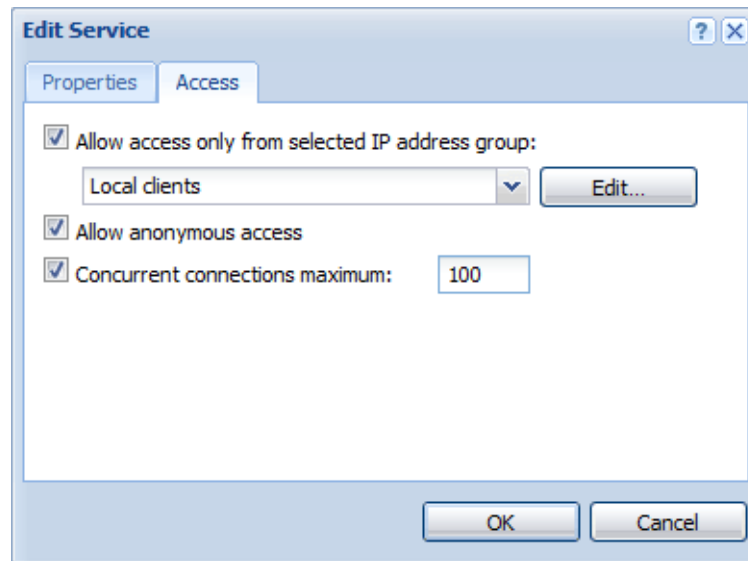 Edit Service
?
Properties Access
Allow access only from selected IP address group:
Local clients Edit...
Allow anonymous access
Concurrent connections maximum: 100
OK Cancel